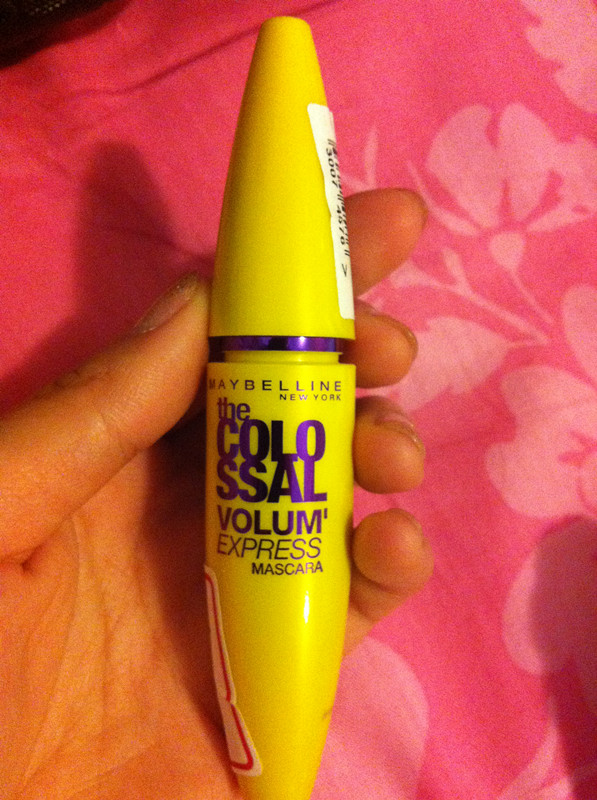 MAYBELLINE
NEW YORK
the
COLO
SSAL
VOLUM'
EXPRESS
MASCARA